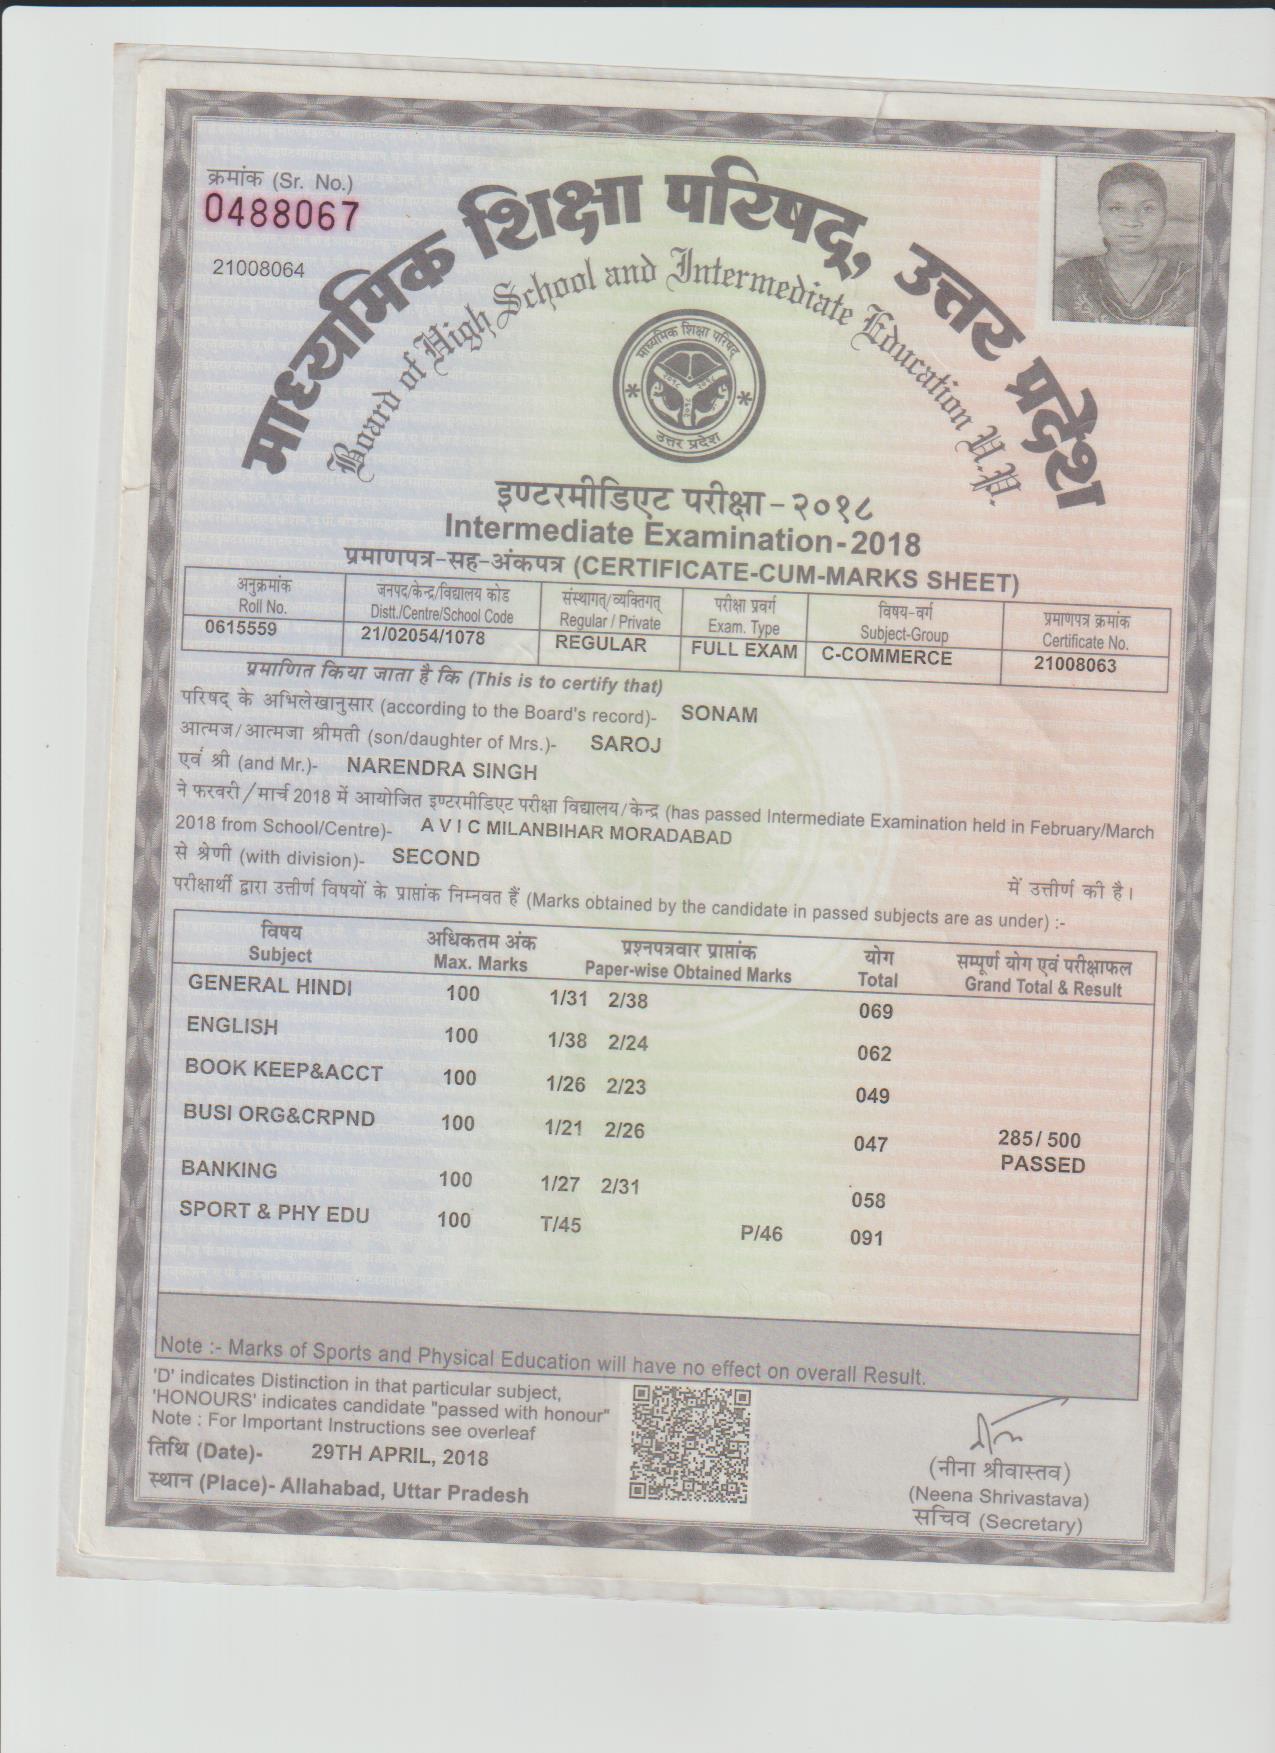 क्रमांक (Sr. No.)
0488067
21008064
माध्यमिक शिक्षा परिषद्, उत्तर प्रदेश
Board of High School and Intermediate Education U.P.
माध्यमिक शिक्षा परिषद्
उत्तर प्रदेश
इण्टरमीडिएट परीक्षा-२०१८
Intermediate Examination-2018
प्रमाणपत्र-सह-अंकपत्र (CERTIFICATE-CUM-MARKS SHEET)
अनुक्रमांक जनपद/केन्द्र/विद्यालय कोड संस्थागत्/व्यक्तिगत् परीक्षा प्रवर्ग विषय-वर्ग प्रमाणपत्र क्रमांक
Roll No. Distt./Centre/School Code Regular / Private Exam. Type Subject-Group Certificate No.
0615559 21/02054/1078 REGULAR FULL EXAM C-COMMERCE 21008063
प्रमाणित किया जाता है कि (This is to certify that)
परिषद् के अभिलेखानुसार (according to the Board's record)- SONAM
आत्मज/आत्मजा श्रीमती (son/daughter of Mrs.)- SAROJ
एवं श्री (and Mr.)- NARENDRA SINGH
ने फरवरी/मार्च 2018 में आयोजित इण्टरमीडिएट परीक्षा विद्यालय/केन्द्र (has passed Intermediate Examination held in February/March
2018 from School/Centre)- A V I C MILANBIHAR MORADABAD
से श्रेणी (with division)- SECOND में उत्तीर्ण की है।
परीक्षार्थी द्वारा उत्तीर्ण विषयों के प्राप्तांक निम्नवत हैं (Marks obtained by the candidate in passed subjects are as under) :-
विषय अधिकतम अंक प्रश्नपत्रवार प्राप्तांक योग सम्पूर्ण योग एवं परीक्षाफल
Subject Max. Marks Paper-wise Obtained Marks Total Grand Total & Result
GENERAL HINDI 100 1/31 2/38 069
ENGLISH 100 1/38 2/24 062
BOOK KEEP&ACCT 100 1/26 2/23 049
BUSI ORG&CRPND 100 1/21 2/26 047 285/ 500
PASSED
BANKING 100 1/27 2/31 058
SPORT & PHY EDU 100 T/45 P/46 091
Note :- Marks of Sports and Physical Education will have no effect on overall Result.
'D' indicates Distinction in that particular subject,
'HONOURS' indicates candidate "passed with honour"
Note : For Important Instructions see overleaf
तिथि (Date)- 29TH APRIL, 2018
स्थान (Place)- Allahabad, Uttar Pradesh
(नीना श्रीवास्तव)
(Neena Shrivastava)
सचिव (Secretary)